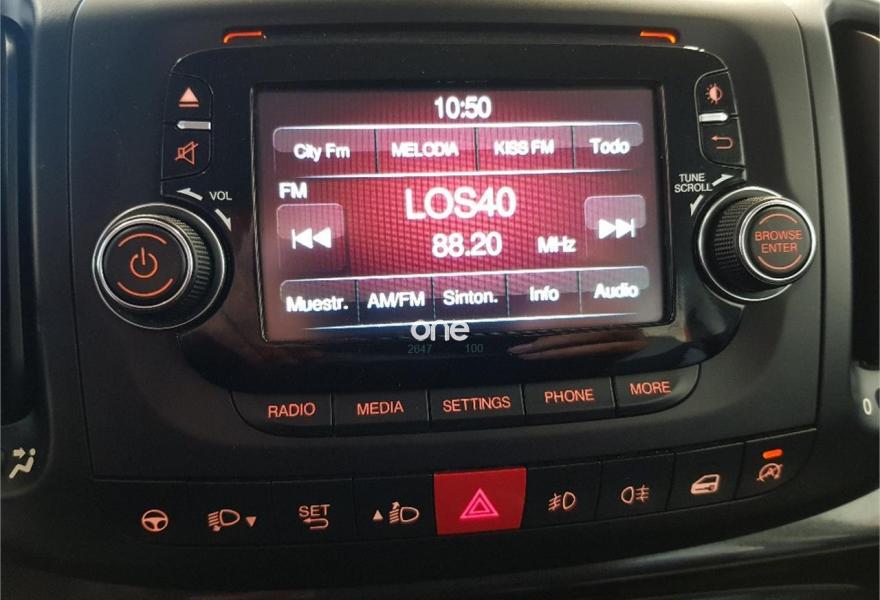 10:50
City Fm MELODIA KISS FM Todo
FM
LOS40
88.20 MHz
Muestr. AM/FM Sinton. Info Audio
VOL
TUNE
SCROLL
BROWSE
ENTER
one
2647 100
RADIO MEDIA SETTINGS PHONE MORE
SET
0